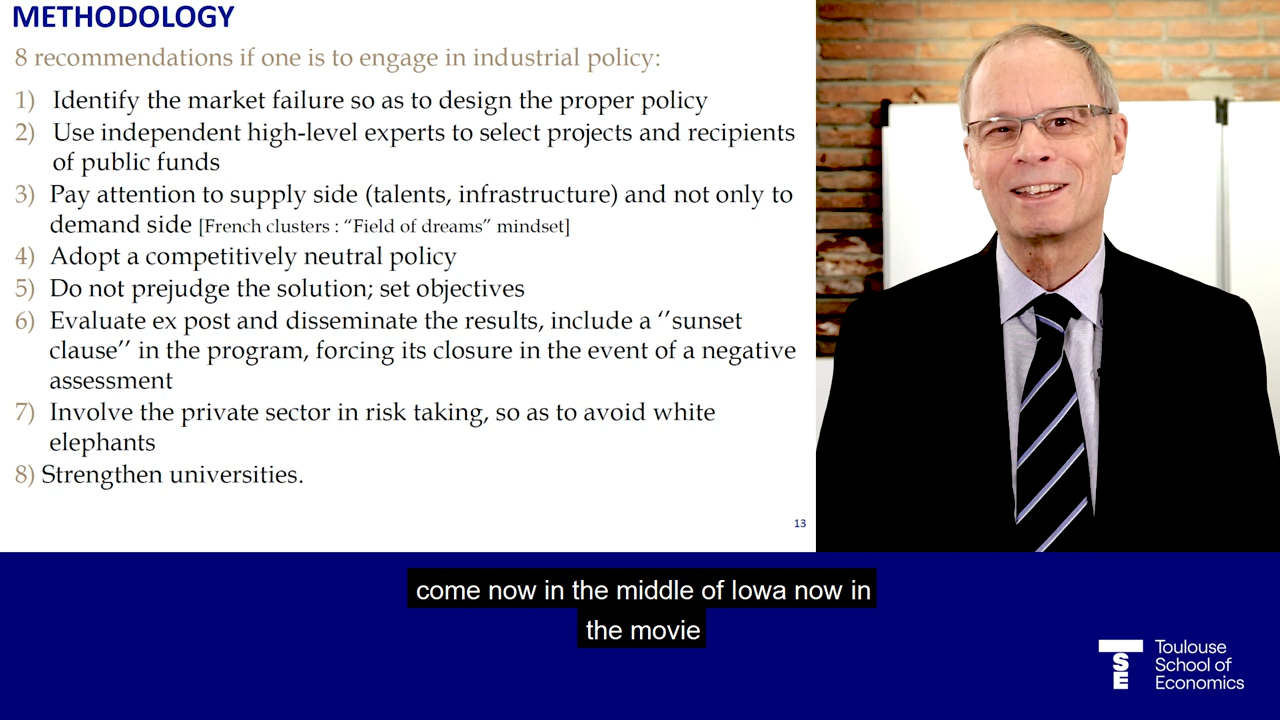 METHODOLOGY
8 recommendations if one is to engage in industrial policy:
1) Identify the market failure so as to design the proper policy
2) Use independent high-level experts to select projects and recipients
of public funds
3) Pay attention to supply side (talents, infrastructure) and not only to
demand side [French clusters : “Field of dreams” mindset]
4) Adopt a competitively neutral policy
5) Do not prejudge the solution; set objectives
6) Evaluate ex post and disseminate the results, include a ‘’sunset
clause’’ in the program, forcing its closure in the event of a negative
assessment
7) Involve the private sector in risk taking, so as to avoid white
elephants
8) Strengthen universities.
13
come now in the middle of Iowa now in
the movie
TSE
Toulouse
School of
Economics